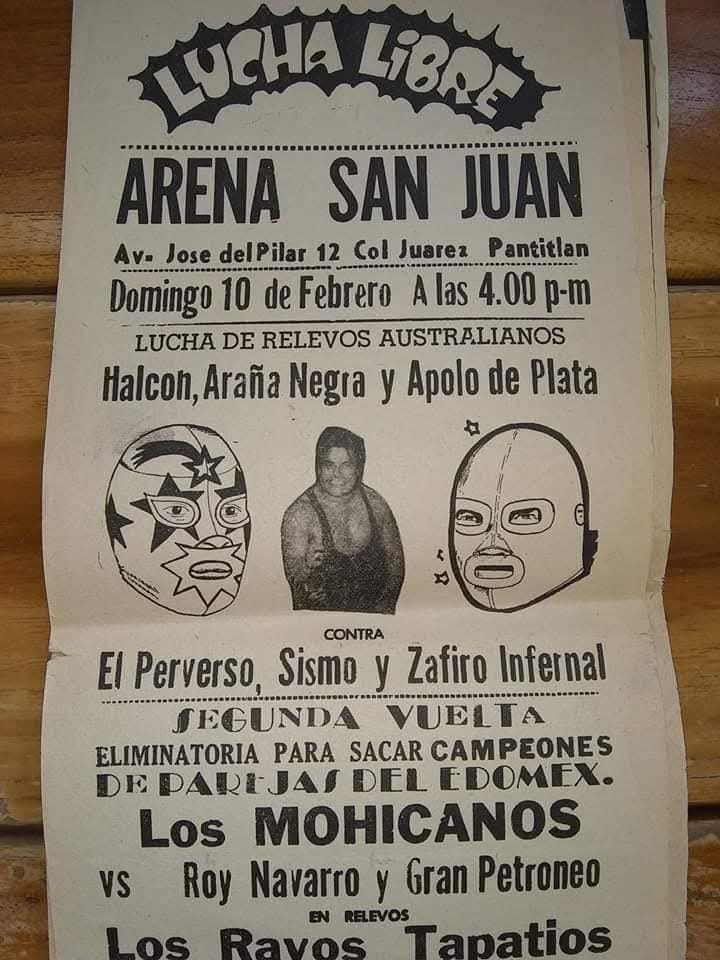 LUCHA LiBRE
ARENA SAN JUAN
Av. Jose del Pilar 12 Col Juarez Pantitlan
Domingo 10 de Febrero A las 4.00 p-m
LUCHA DE RELEVOS AUSTRALIANOS
Halcon, Araña Negra y Apolo de Plata
CONTRA
El Perverso, Sismo y Zafiro Infernal
SEGUNDA VUELTA
ELIMINATORIA PARA SACAR CAMPEONES
DE PAREJAS DEL EDOMEX.
Los MOHICANOS
vs Roy Navarro y Gran Petroneo
EN RELEVOS
Los Rayos Tapatios